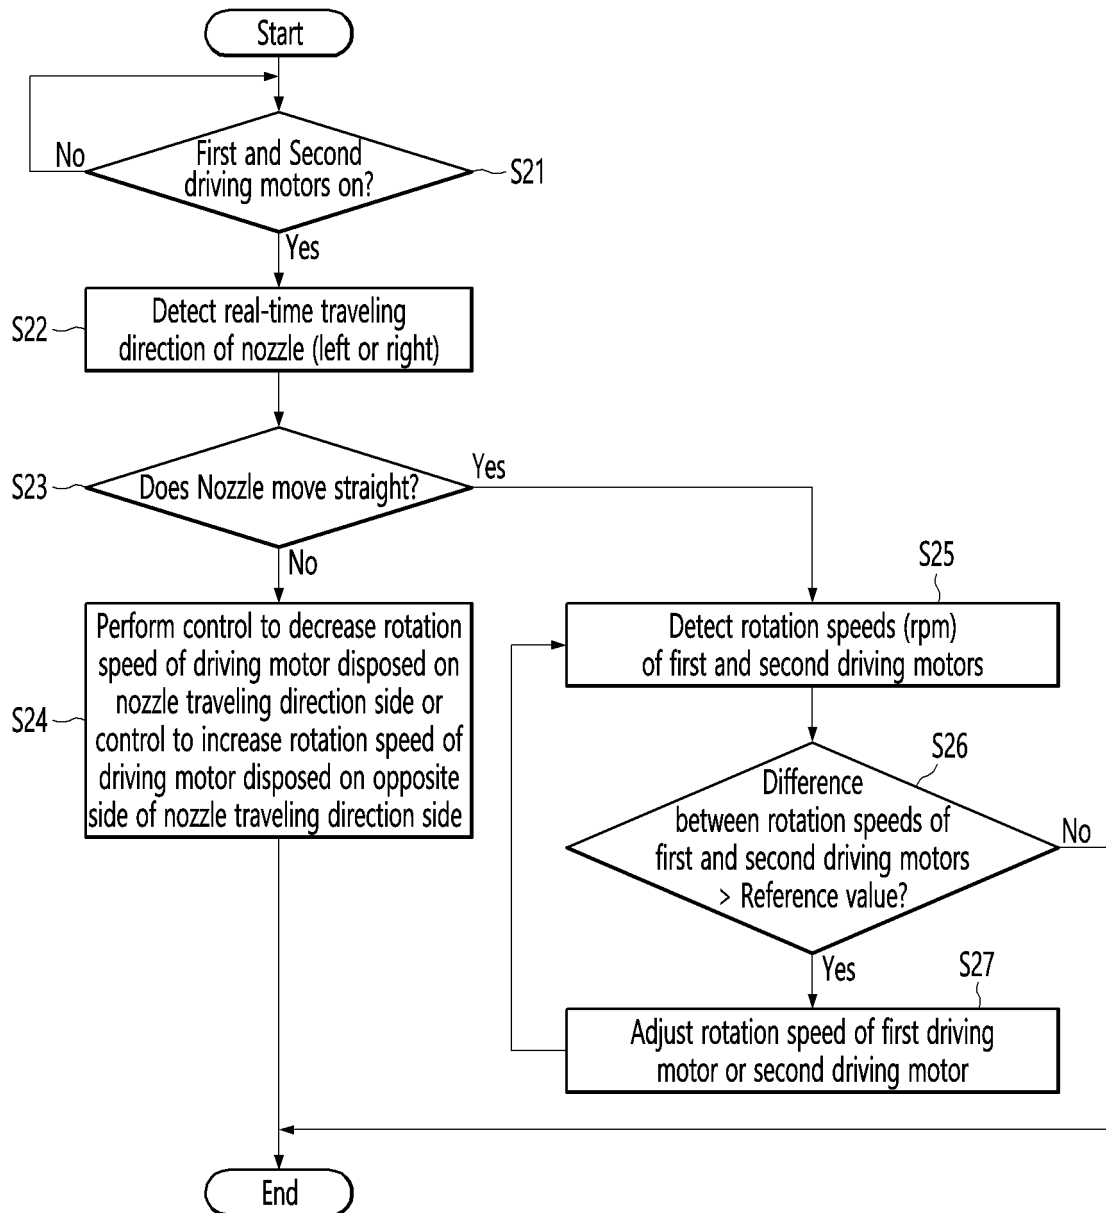 Start
No
First and Second
driving motors on?
S21
Yes
Detect real-time traveling
direction of nozzle (left or right)
S22
S23
Does Nozzle move straight?
Yes
No
S25
Perform control to decrease rotation
speed of driving motor disposed on
nozzle traveling direction side or
control to increase rotation speed of
driving motor disposed on opposite
side of nozzle traveling direction side
S24
Detect rotation speeds (rpm)
of first and second driving motors
S26
Difference
between rotation speeds of
first and second driving motors
> Reference value?
No
Yes
S27
Adjust rotation speed of first driving
motor or second driving motor
End